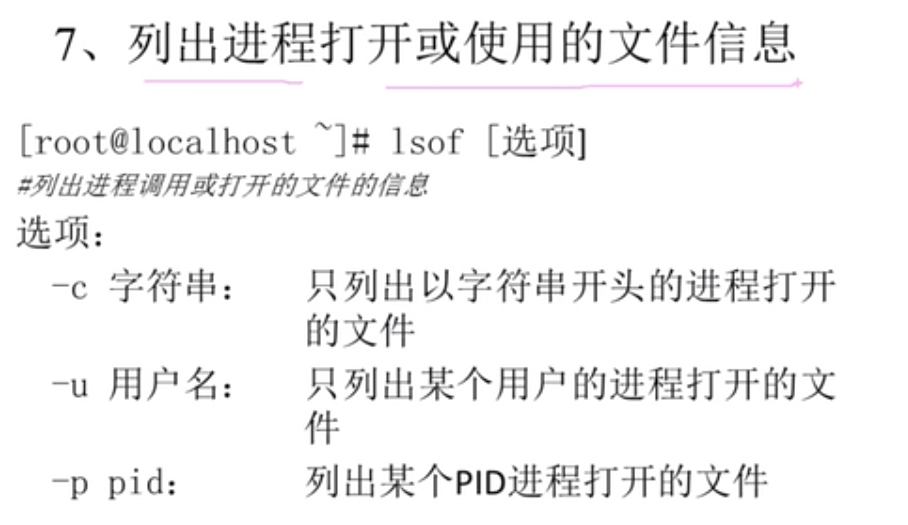 7、列出进程打开或使用的文件信息
[root@localhost ~]# lsof [选项]
#列出进程调用或打开的文件的信息
选项：
-c 字符串： 只列出以字符串开头的进程打开
的文件
-u 用户名： 只列出某个用户的进程打开的文
件
-p pid： 列出某个PID进程打开的文件